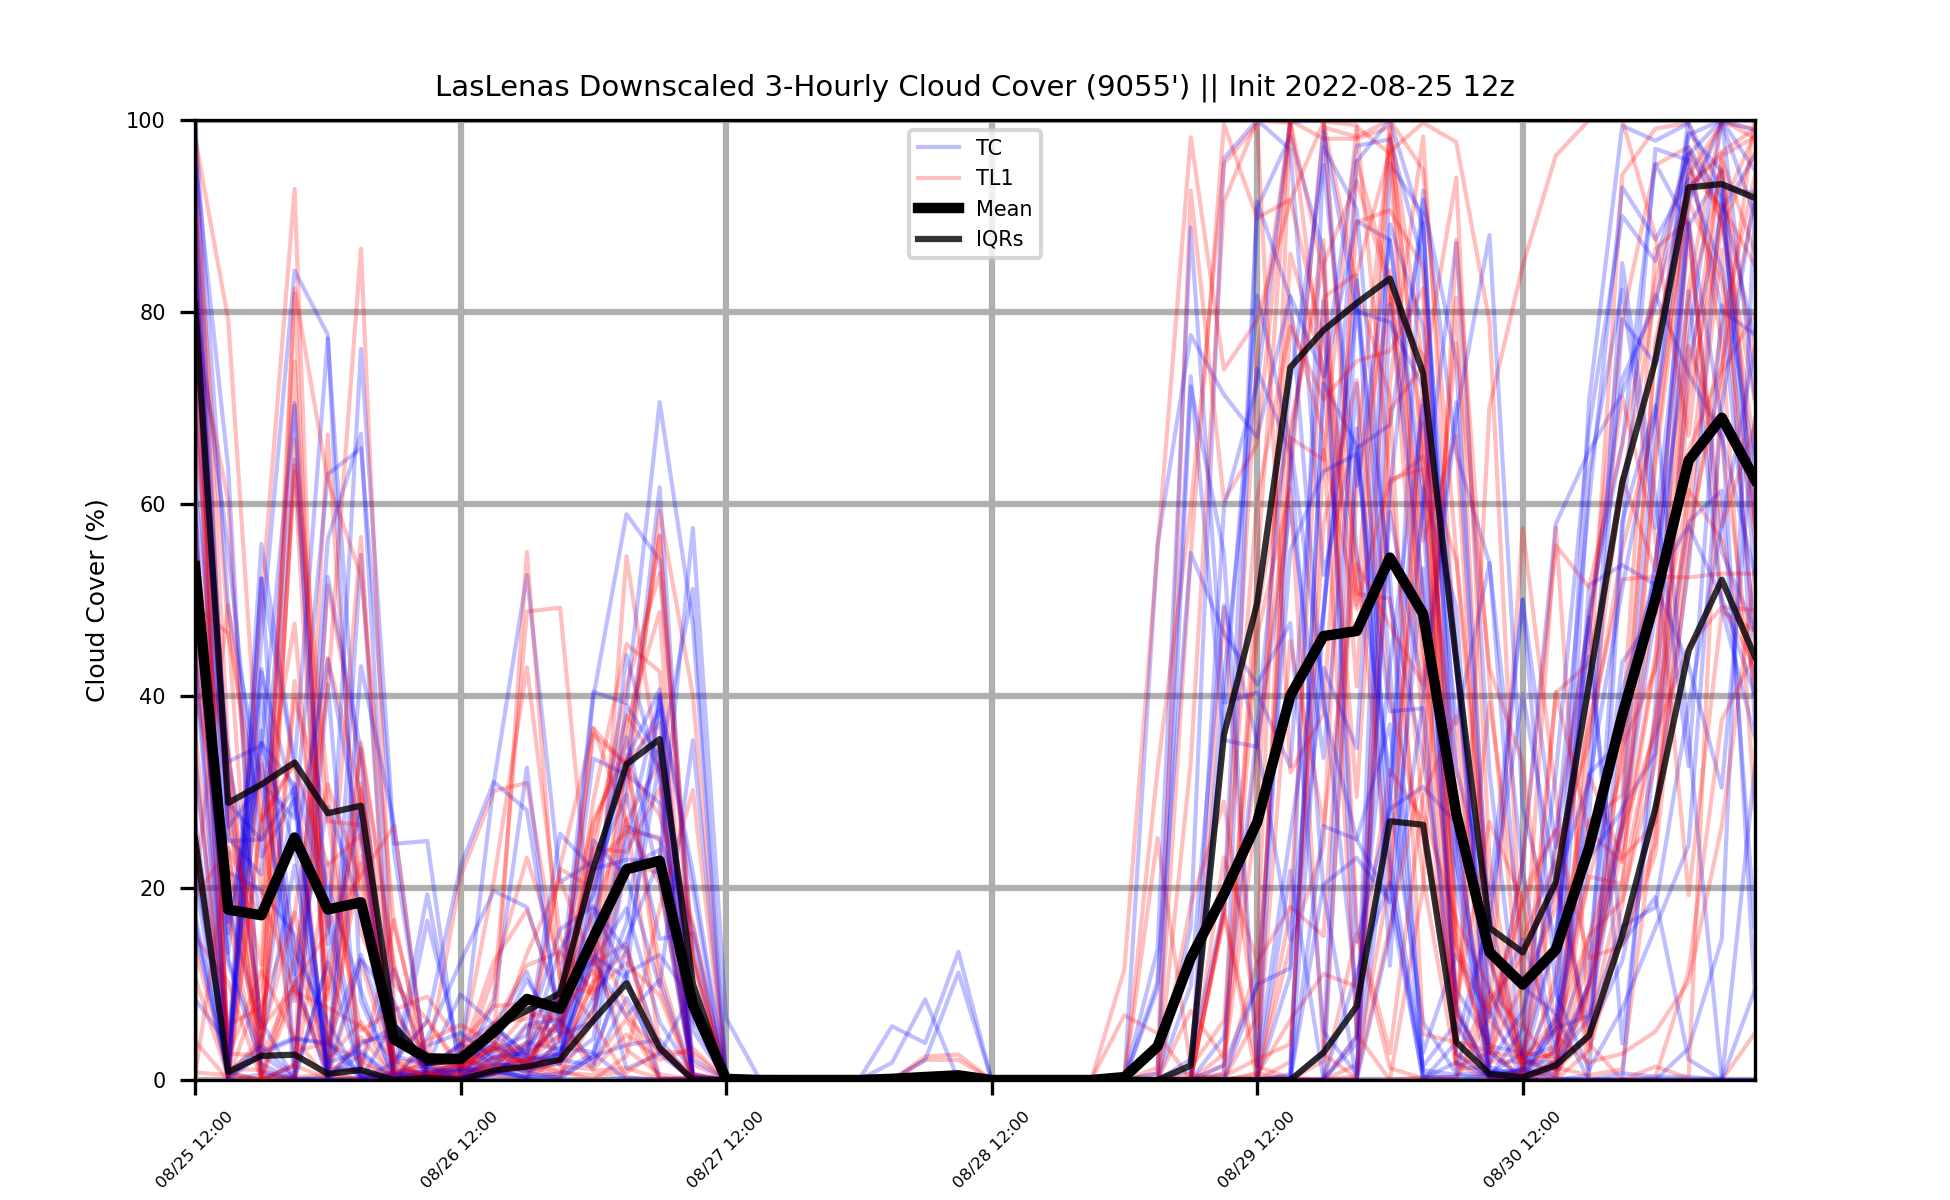 LasLenas Downscaled 3-Hourly Cloud Cover (9055') || Init 2022-08-25 12z
100
80
60
40
20
0
Cloud Cover (%)
TC
TL1
Mean
IQRs
08/25 12:00
08/26 12:00
08/27 12:00
08/28 12:00
08/29 12:00
08/30 12:00